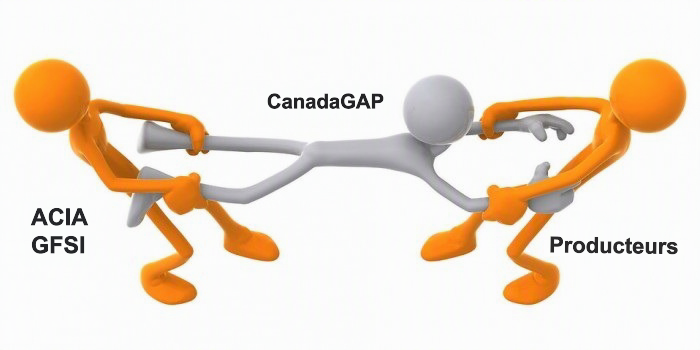 CanadaGAP
ACIA
GFSI
Producteurs